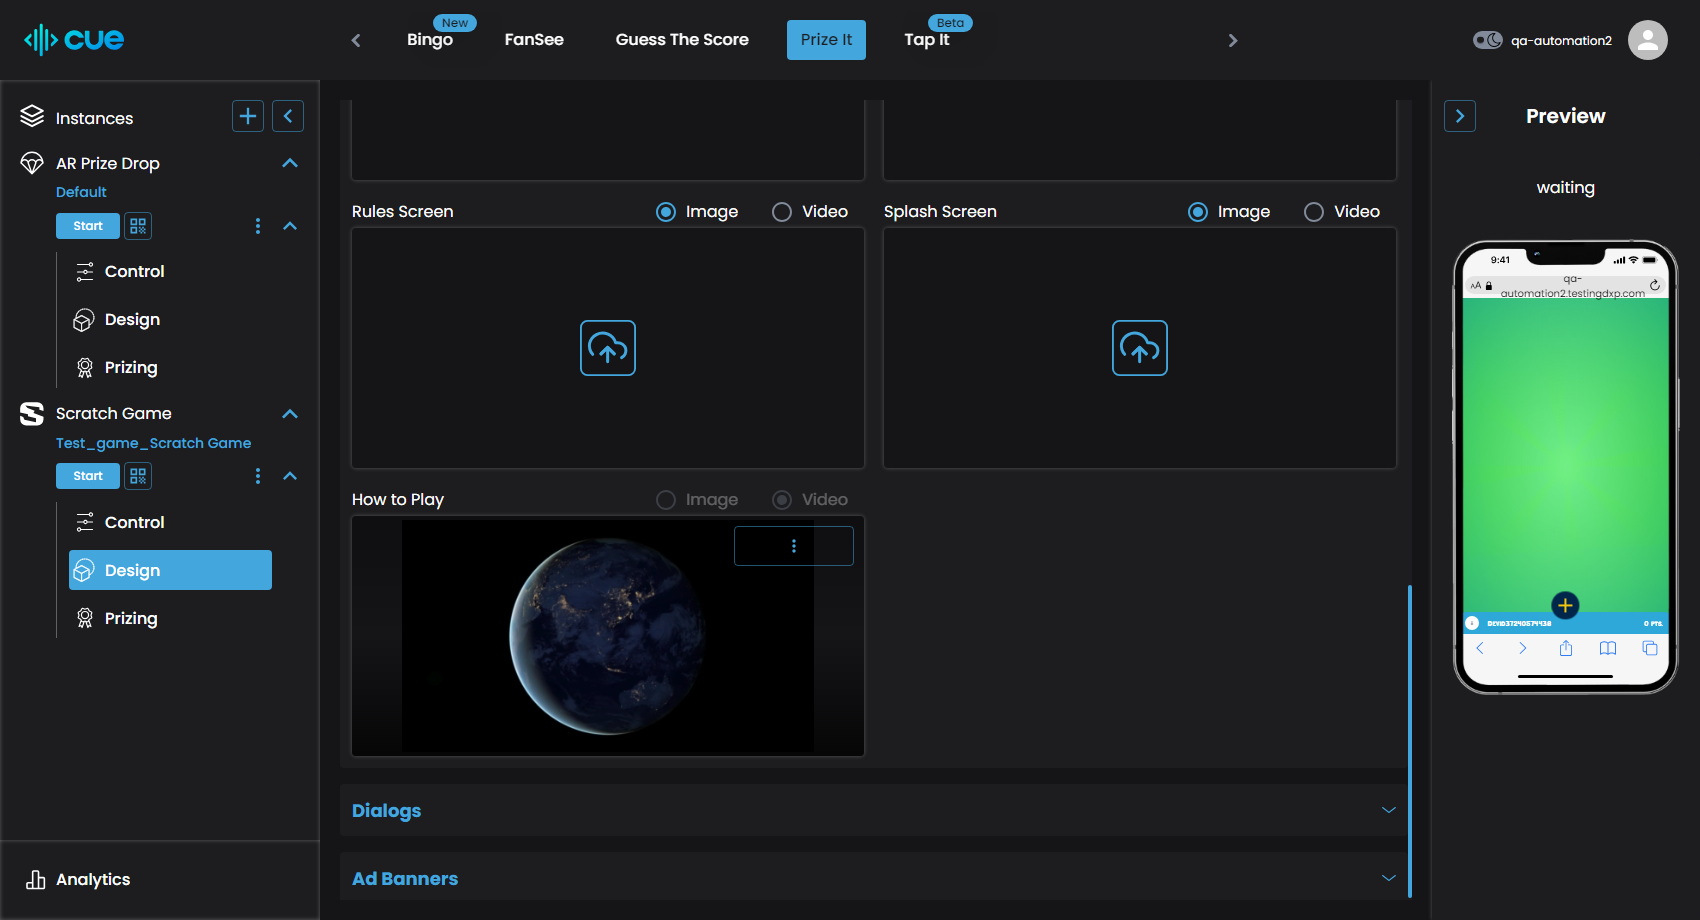 cue
New
Bingo
FanSee
Guess The Score
Prize It
Beta
Tap It
qa-automation2
Instances
AR Prize Drop
Default
Start
Control
Design
Prizing
Scratch Game
Test_game_Scratch Game
Start
Control
Design
Prizing
Analytics
Rules Screen
Image
Video
Splash Screen
Image
Video
How to Play
Image
Video
Dialogs
Ad Banners
Preview
waiting
9:41
AA
qa-
automation2.testingdxp.com
DEVID37240574438
0 PTS.